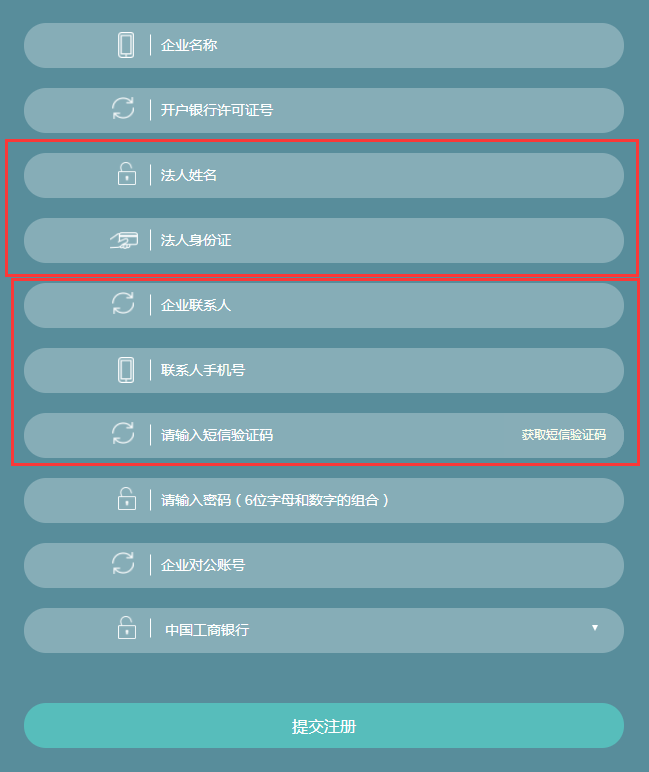 企业名称
开户银行许可证号
法人姓名
法人身份证
企业联系人
联系人手机号
请输入短信验证码 获取短信验证码
请输入密码（6位字母和数字的组合）
企业对公账号
中国工商银行
提交注册